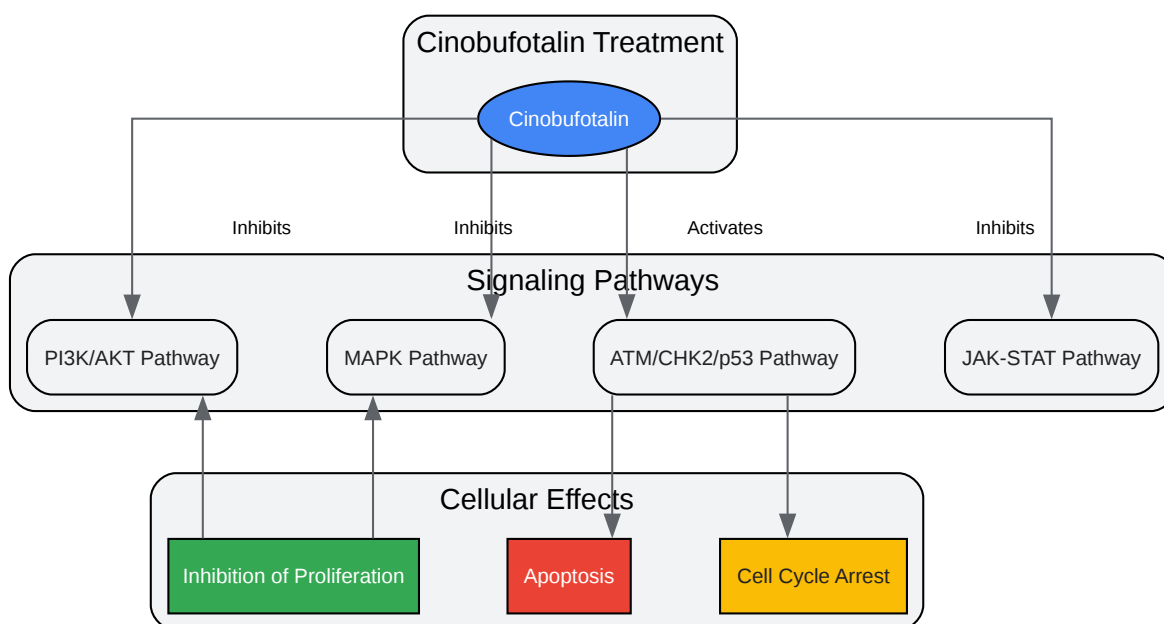 Cinobufotalin Treatment
Cinobufotalin
Inhibits
Inhibits
Activates
Inhibits
Signaling Pathways
PI3K/AKT Pathway
MAPK Pathway
ATM/CHK2/p53 Pathway
JAK-STAT Pathway
Cellular Effects
Inhibition of Proliferation
Apoptosis
Cell Cycle Arrest